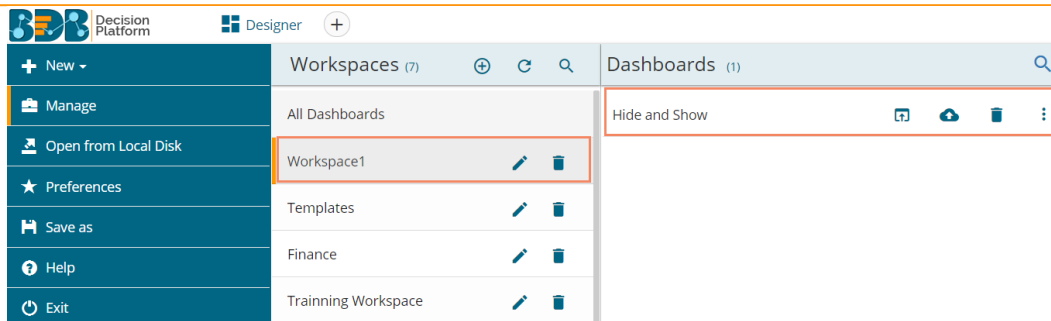 BDB Decision Platform
Designer
New
Manage
Open from Local Disk
Preferences
Save as
Help
Exit
Workspaces (7)
All Dashboards
Workspace1
Templates
Finance
Trainning Workspace
Dashboards (1)
Hide and Show